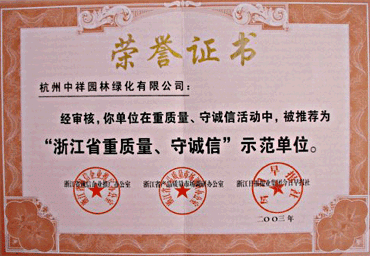 荣誉证书
杭州中祥园林绿化有限公司：
经审核，你单位在重质量、守诚信活动中，被推荐为
“浙江省重质量、守诚信”示范单位。
二〇〇三年